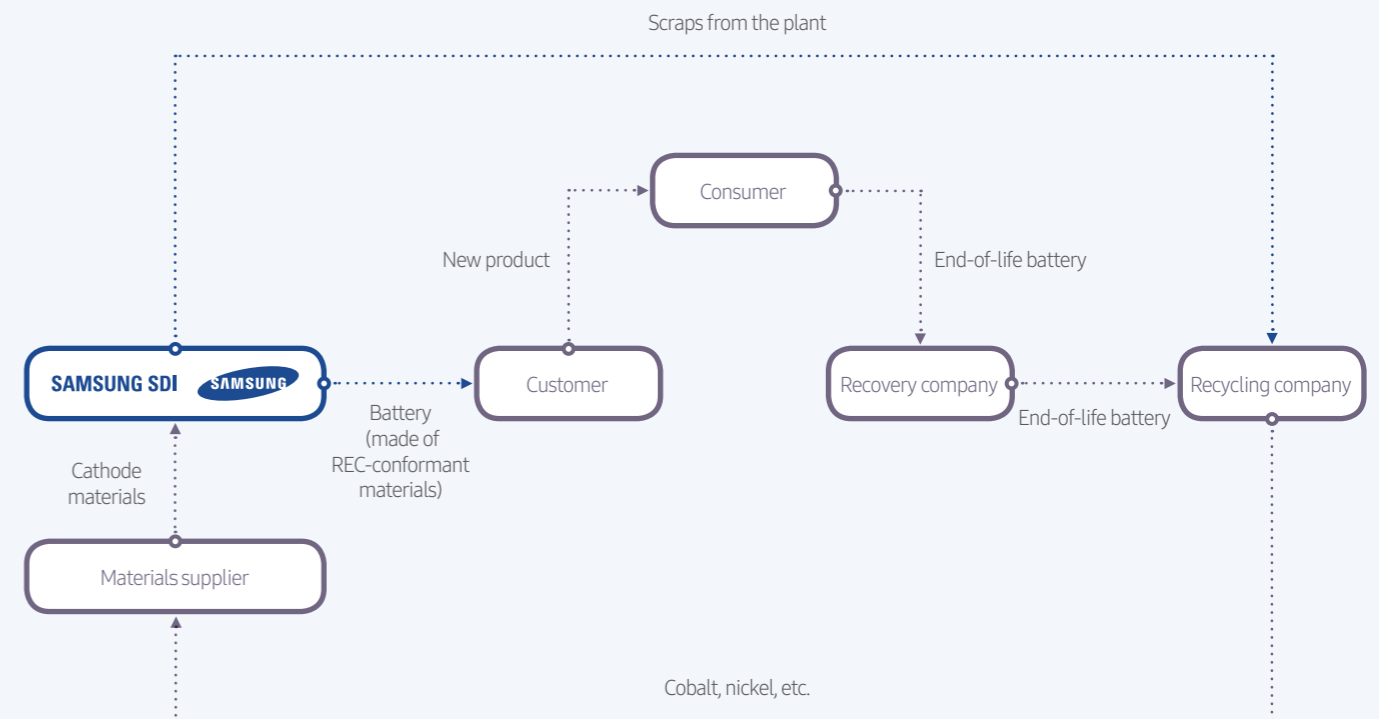 Scraps from the plant
Consumer
New product
End-of-life battery
SAMSUNG SDI SAMSUNG
Customer
Recovery company
Recycling company
Battery
(made of
REC-conformant
materials)
End-of-life battery
Cathode
materials
Materials supplier
Cobalt, nickel, etc.